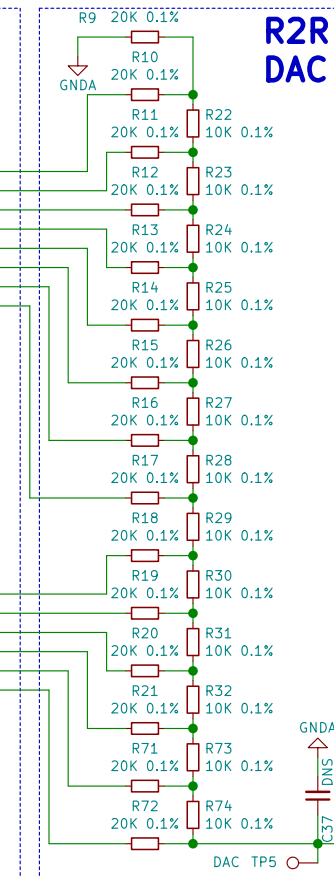 R9 20K 0.1%
R2R
DAC
GNDA
R10
20K 0.1%
R11
20K 0.1%
R22
10K 0.1%
R12
20K 0.1%
R23
10K 0.1%
R13
20K 0.1%
R24
10K 0.1%
R14
20K 0.1%
R25
10K 0.1%
R15
20K 0.1%
R26
10K 0.1%
R16
20K 0.1%
R27
10K 0.1%
R17
20K 0.1%
R28
10K 0.1%
R18
20K 0.1%
R29
10K 0.1%
R19
20K 0.1%
R30
10K 0.1%
R20
20K 0.1%
R31
10K 0.1%
R21
20K 0.1%
R32
10K 0.1%
R71
20K 0.1%
R73
10K 0.1%
R72
20K 0.1%
R74
10K 0.1%
GNDA
DNS
C37
DAC TP5